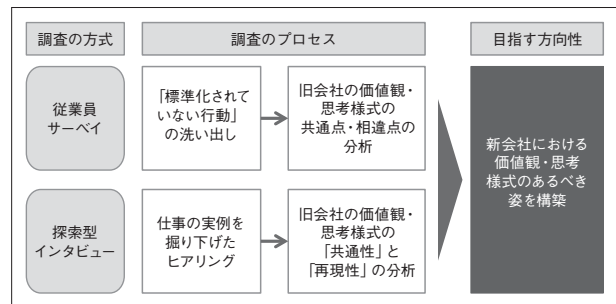 調査の方式
調査のプロセス
目指す方向性
従業員
サーベイ
「標準化されて
いない行動」
の洗い出し
旧会社の価値観・
思考様式の
共通点・相違点の
分析
探索型
インタビュー
仕事の実例を
掘り下げた
ヒアリング
旧会社の価値観・
思考様式の
「共通性」と
「再現性」の分析
新会社における
価値観・思考
様式のあるべき
姿を構築